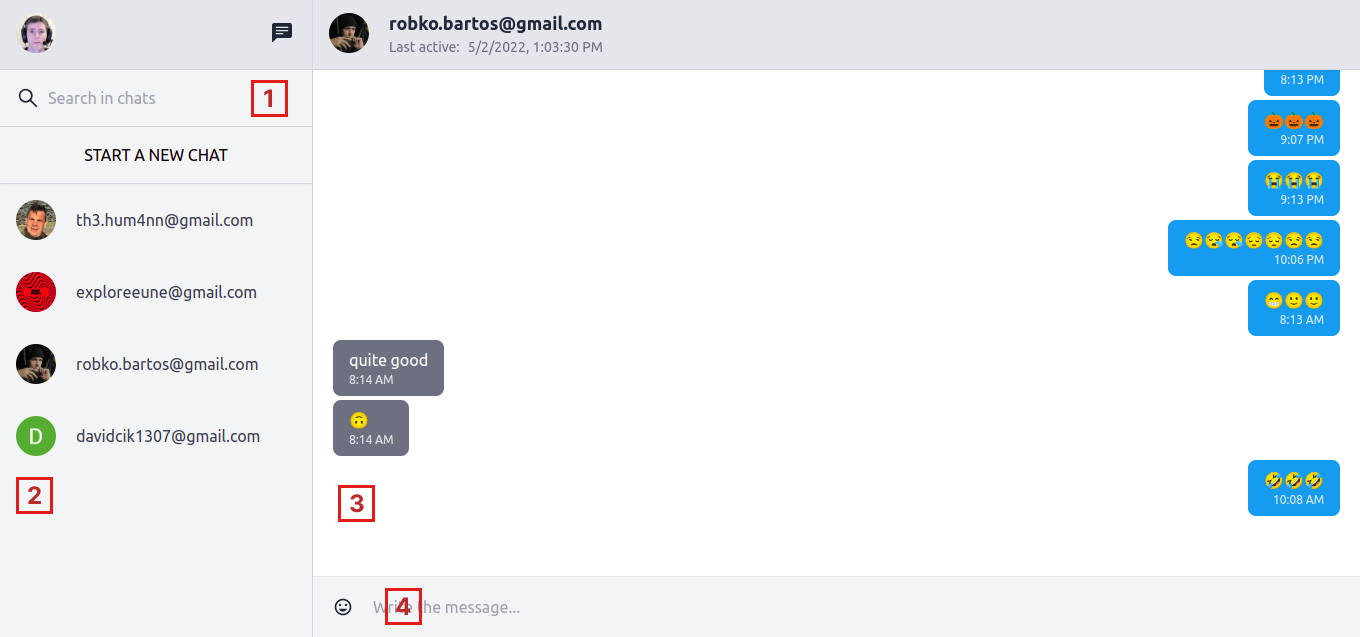 robko.bartos@gmail.com
Last active: 5/2/2022, 1:03:30 PM
Search in chats
1
START A NEW CHAT
th3.hum4nn@gmail.com
exploreeune@gmail.com
robko.bartos@gmail.com
D
davidcik1307@gmail.com
2
8:13 PM
🎃🎃🎃
9:07 PM
😭😭😭
9:13 PM
😒😪😪😔😔😒😒
10:06 PM
😁🙂🙂
8:13 AM
quite good
8:14 AM
🙃
8:14 AM
🤣🤣🤣
10:08 AM
3
Write the message...
4